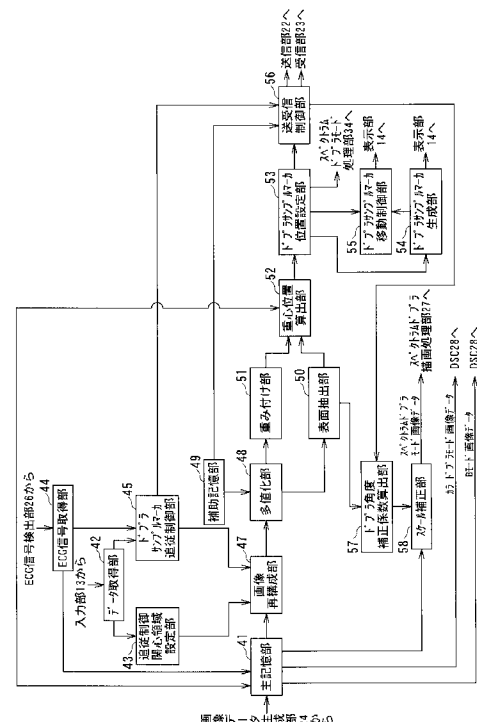 ECG信号検出部26から
44
ECG信号取得部
入力部13から
42
データ取得部
43
追従制御
関心領域
設定部
45
ドプラ
サンプルマーカ
追従制御部
49
補助記憶部
41
主記憶部
47
画像
再構成部
48
多値化部
51
重み付け部
50
表面抽出部
52
重心位置
算出部
53
ドプラサンプルマーカ
位置設定部
56
送受信
制御部
送信部22へ
受信部23へ
スペクトラム
ドプラモード
処理部34へ
55
ドプラサンプルマーカ
移動制御部
表示部
14へ
54
ドプラサンプルマーカ
生成部
表示部
14へ
57
ドプラ角度
補正係数算出部
58
スケール補正部
スペクトラムドプラ
モード画像データ
スペクトラムドプラ
描画処理部27へ
カラードプラモード画像データ
DSC28へ
Bモード画像データ
DSC28へ
画像データ生成部24から